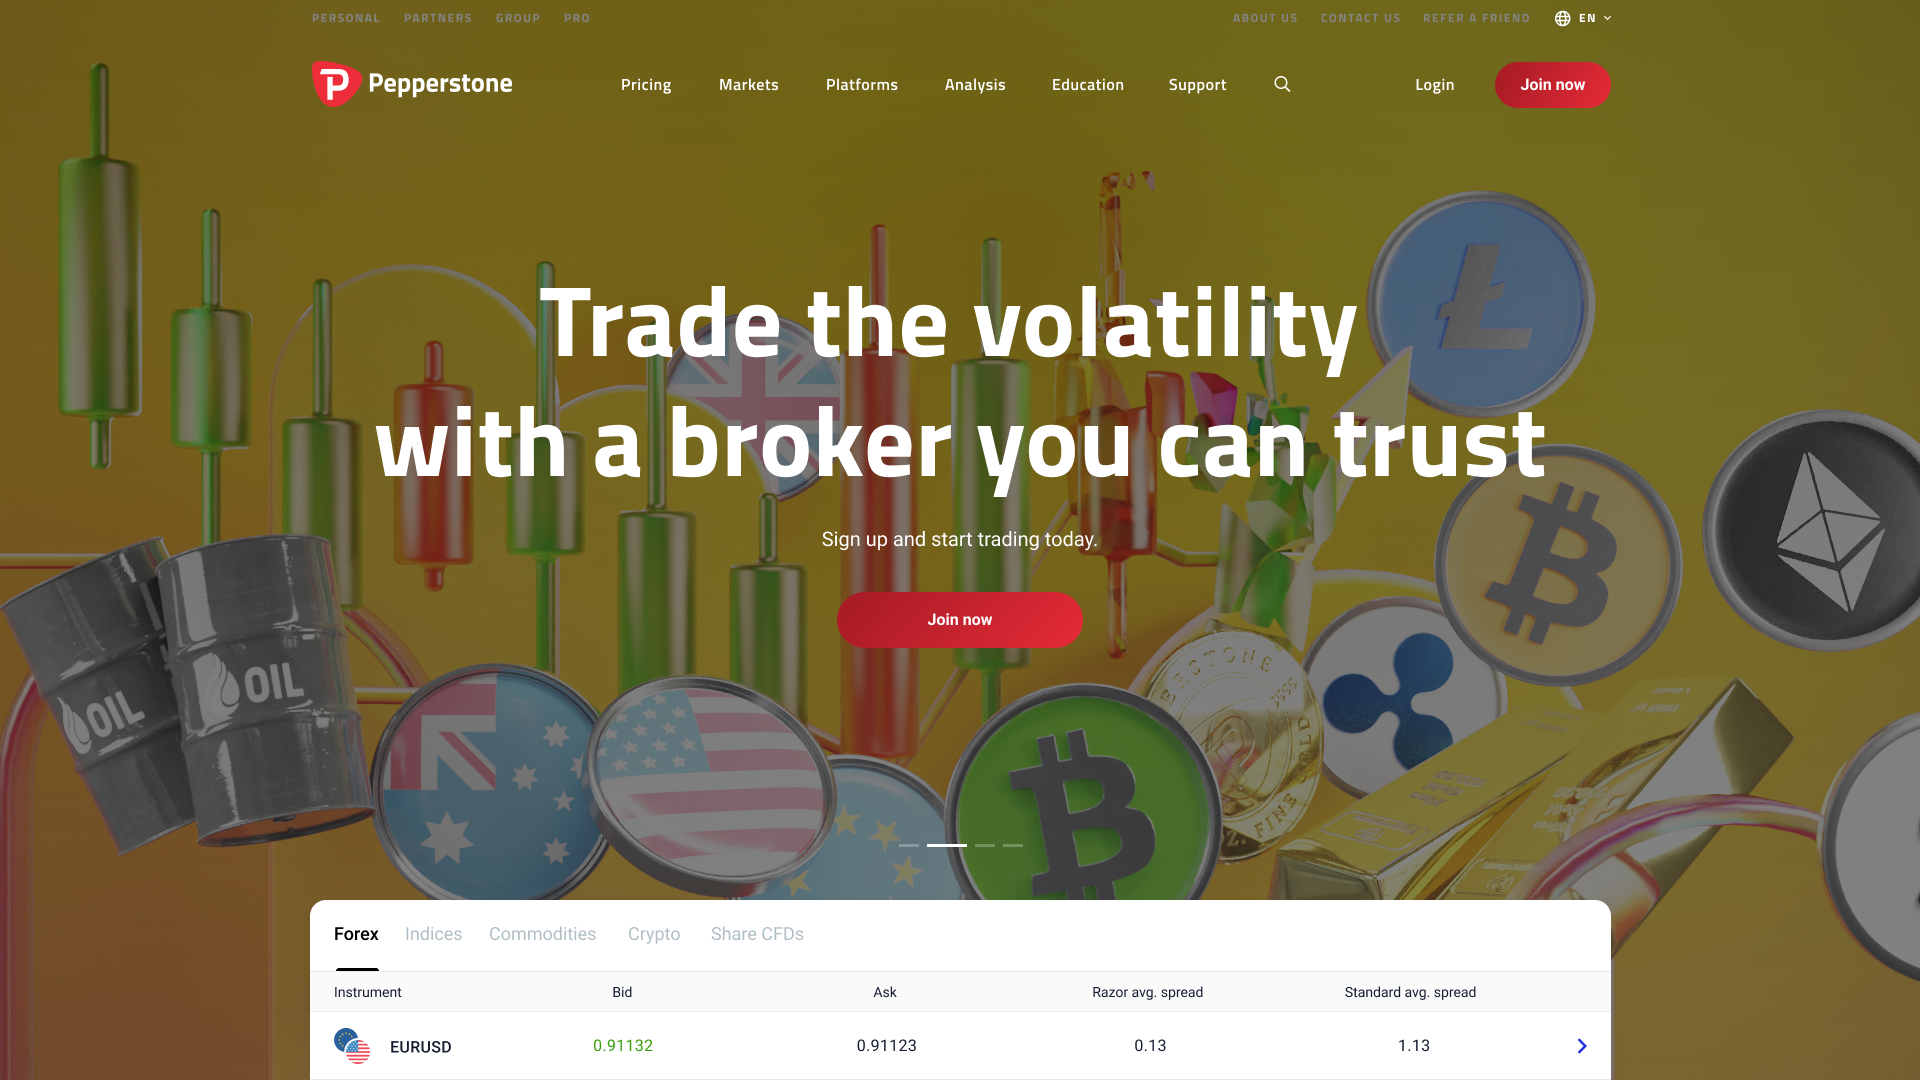 PERSONAL PARTNERS GROUP PRO ABOUT US CONTACT US REFER A FRIEND EN
Pepperstone Pricing Markets Platforms Analysis Education Support Login Join now
Trade the volatility
with a broker you can trust
Sign up and start trading today.
Join now
OIL
OIL
FINE GOLD
Forex Indices Commodities Crypto Share CFDs
Instrument Bid Ask Razor avg. spread Standard avg. spread
EURUSD 0.91132 0.91123 0.13 1.13